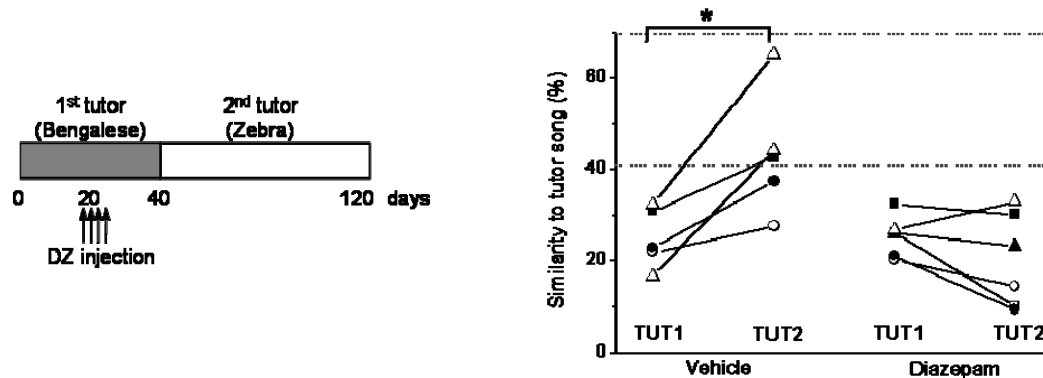 1st tutor
(Bengalese)
2nd tutor
(Zebra)
0 20 40 120 days
DZ injection
*
Similarity to tutor song (%)
60
40
20
0
TUT1 TUT2 TUT1 TUT2
Vehicle Diazepam